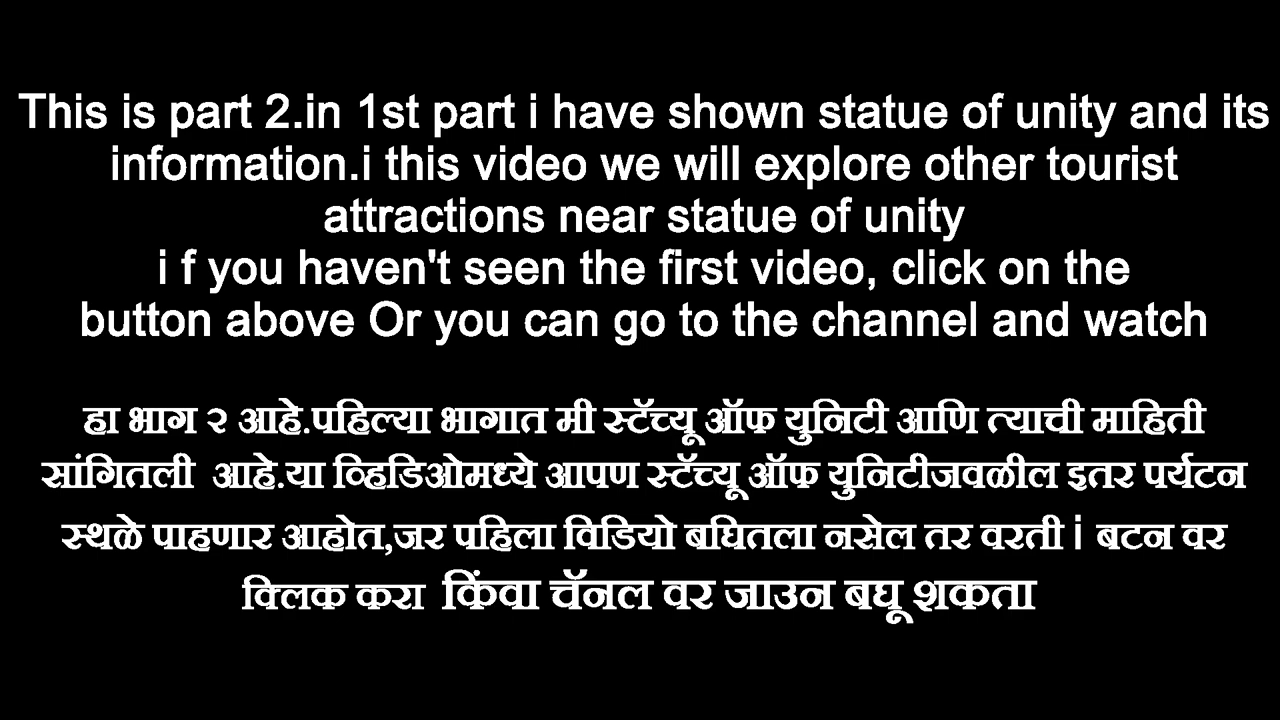 This is part 2.in 1st part i have shown statue of unity and its
information.i this video we will explore other tourist
attractions near statue of unity
i f you haven't seen the first video, click on the
button above Or you can go to the channel and watch
हा भाग २ आहे.पहिल्या भागात मी स्टॅच्यू ऑफ युनिटी आणि त्याची माहिती
सांगितली आहे.या व्हिडिओमध्ये आपण स्टॅच्यू ऑफ युनिटीजवळील इतर पर्यटन
स्थळे पाहणार आहोत,जर पहिला विडियो बघितला नसेल तर वरती i बटन वर
क्लिक करा किंवा चॅनल वर जाउन बघू शकता